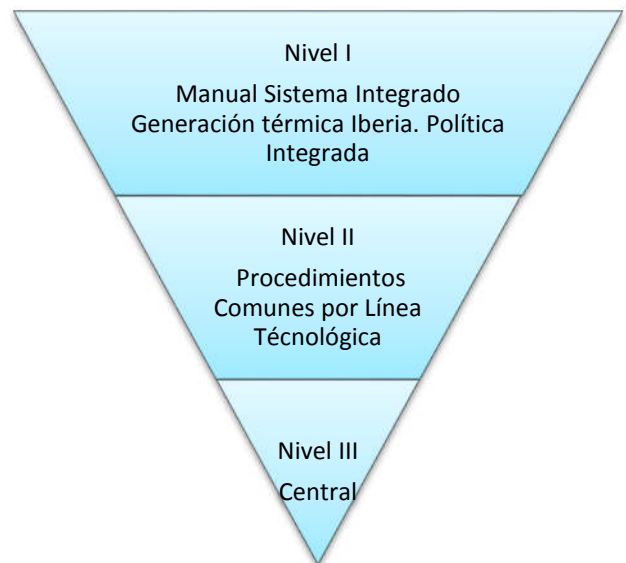 Nivel I
Manual Sistema Integrado
Generación térmica Iberia. Política
Integrada
Nivel II
Procedimientos
Comunes por Línea
Técnológica
Nivel III
Central